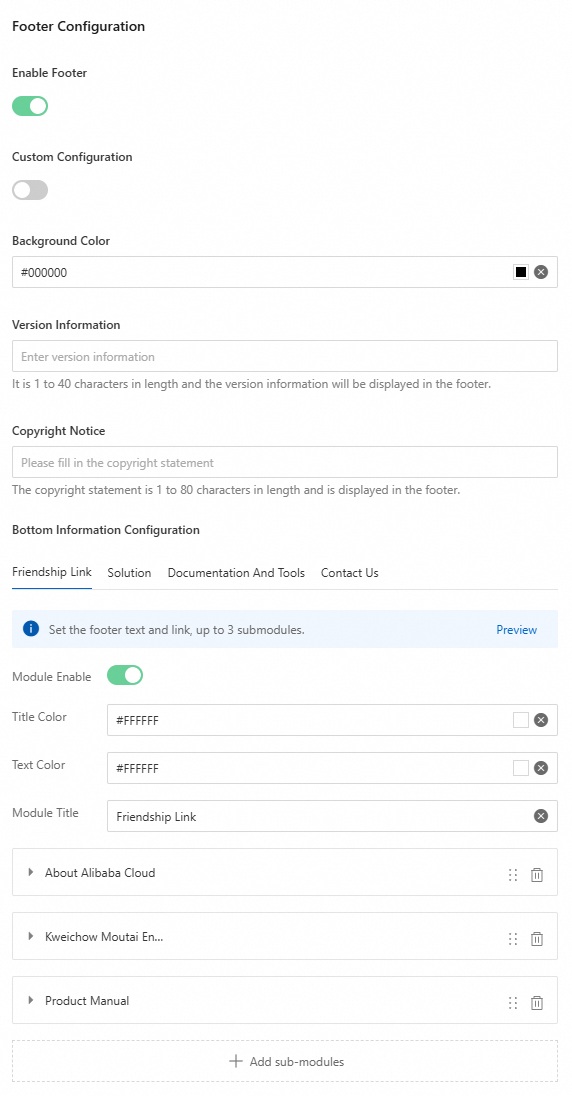 Footer Configuration
Enable Footer
Custom Configuration
Background Color
#000000
Version Information
Enter version information
It is 1 to 40 characters in length and the version information will be displayed in the footer.
Copyright Notice
Please fill in the copyright statement
The copyright statement is 1 to 80 characters in length and is displayed in the footer.
Bottom Information Configuration
Friendship Link Solution Documentation And Tools Contact Us
Set the footer text and link, up to 3 submodules. Preview
Module Enable
Title Color #FFFFFF
Text Color #FFFFFF
Module Title Friendship Link
About Alibaba Cloud
Kweichow Moutai En...
Product Manual
Add sub-modules